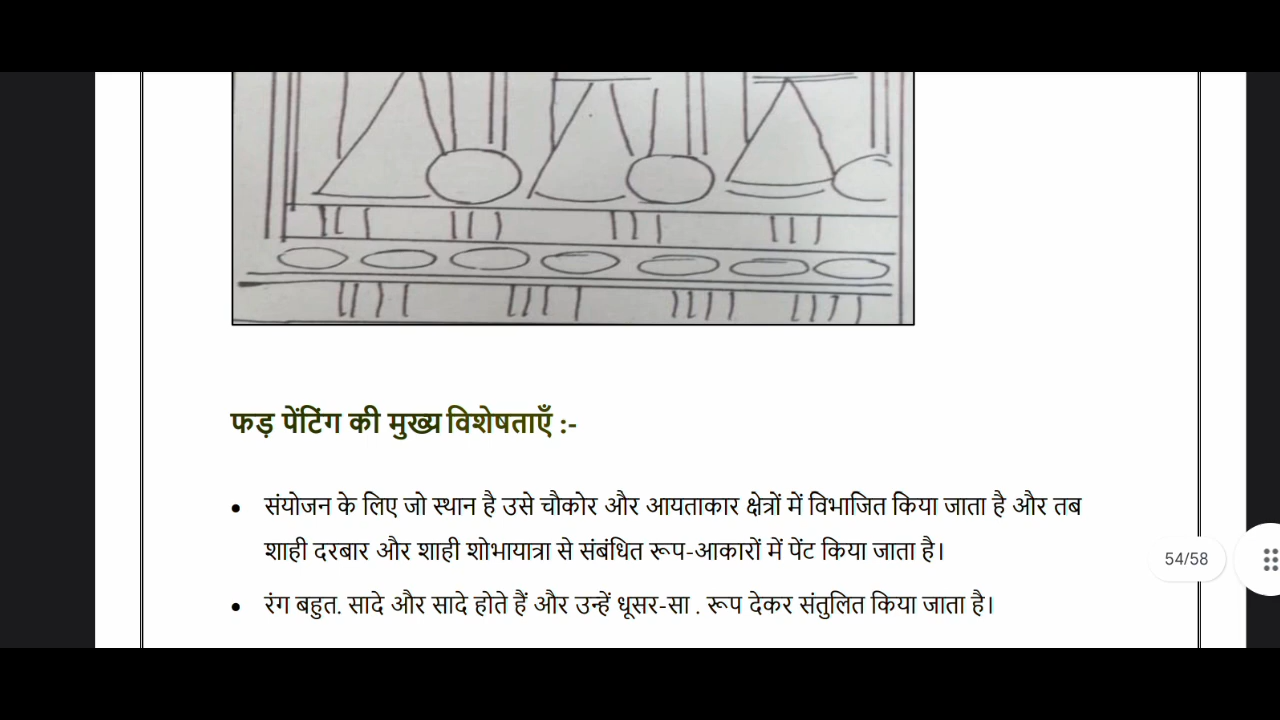 फड़ पेंटिंग की मुख्य विशेषताएँ :-
• संयोजन के लिए जो स्थान है उसे चौकोर और आयताकार क्षेत्रों में विभाजित किया जाता है और तब
शाही दरबार और शाही शोभायात्रा से संबंधित रूप-आकारों में पेंट किया जाता है।
54/58
• रंग बहुत. सादे और सादे होते हैं और उन्हें धूसर-सा . रूप देकर संतुलित किया जाता है।